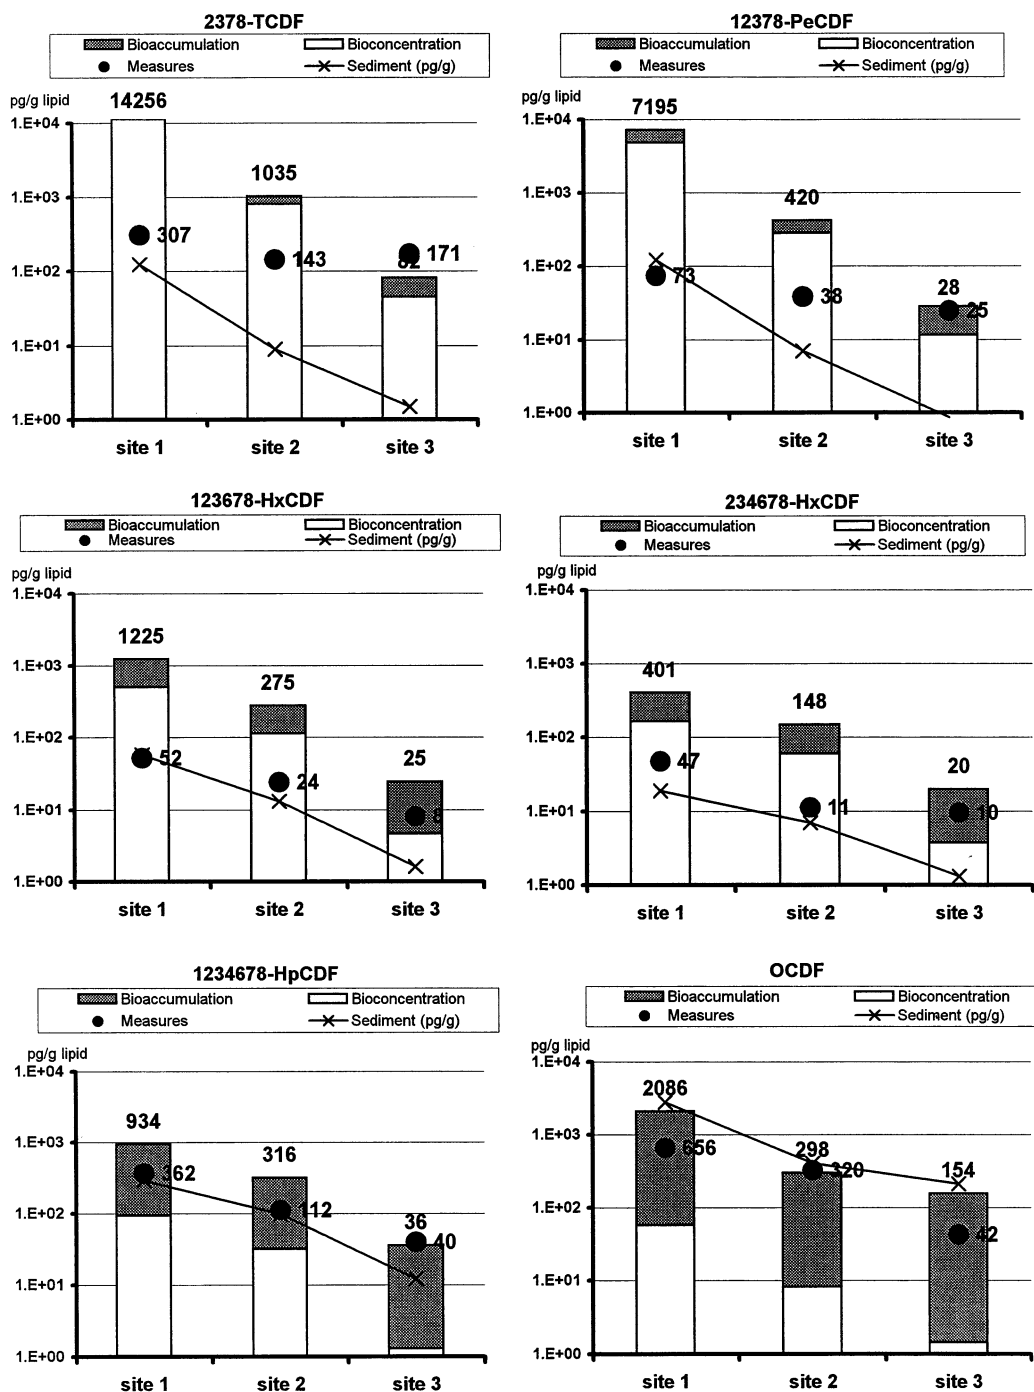 2378-TCDF
Bioaccumulation Bioconcentration
Measures Sediment (pg/g)
pg/g lipid
14256
1.E+04
1035
1.E+03
307
143
171
82
1.E+02
1.E+01
1.E+00
site 1 site 2 site 3
12378-PeCDF
Bioaccumulation Bioconcentration
Measures Sediment (pg/g)
pg/g lipid
7195
1.E+04
420
1.E+03
1.E+02
73
38
28
25
1.E+01
1.E+00
site 1 site 2 site 3
123678-HxCDF
Bioaccumulation Bioconcentration
Measures Sediment (pg/g)
pg/g lipid
1.E+04
1225
1.E+03
275
1.E+02
52
25
24
8
1.E+01
1.E+00
site 1 site 2 site 3
234678-HxCDF
Bioaccumulation Bioconcentration
Measures Sediment (pg/g)
pg/g lipid
1.E+04
401
1.E+03
148
1.E+02
47
20
11
10
1.E+01
1.E+00
site 1 site 2 site 3
1234678-HpCDF
Bioaccumulation Bioconcentration
Measures Sediment (pg/g)
pg/g lipid
1.E+04
934
1.E+03
316
362
112
1.E+02
36
40
1.E+01
1.E+00
site 1 site 2 site 3
OCDF
Bioaccumulation Bioconcentration
Measures Sediment (pg/g)
pg/g lipid
1.E+04
2086
1.E+03
656
298
320
154
1.E+02
42
1.E+01
1.E+00
site 1 site 2 site 3